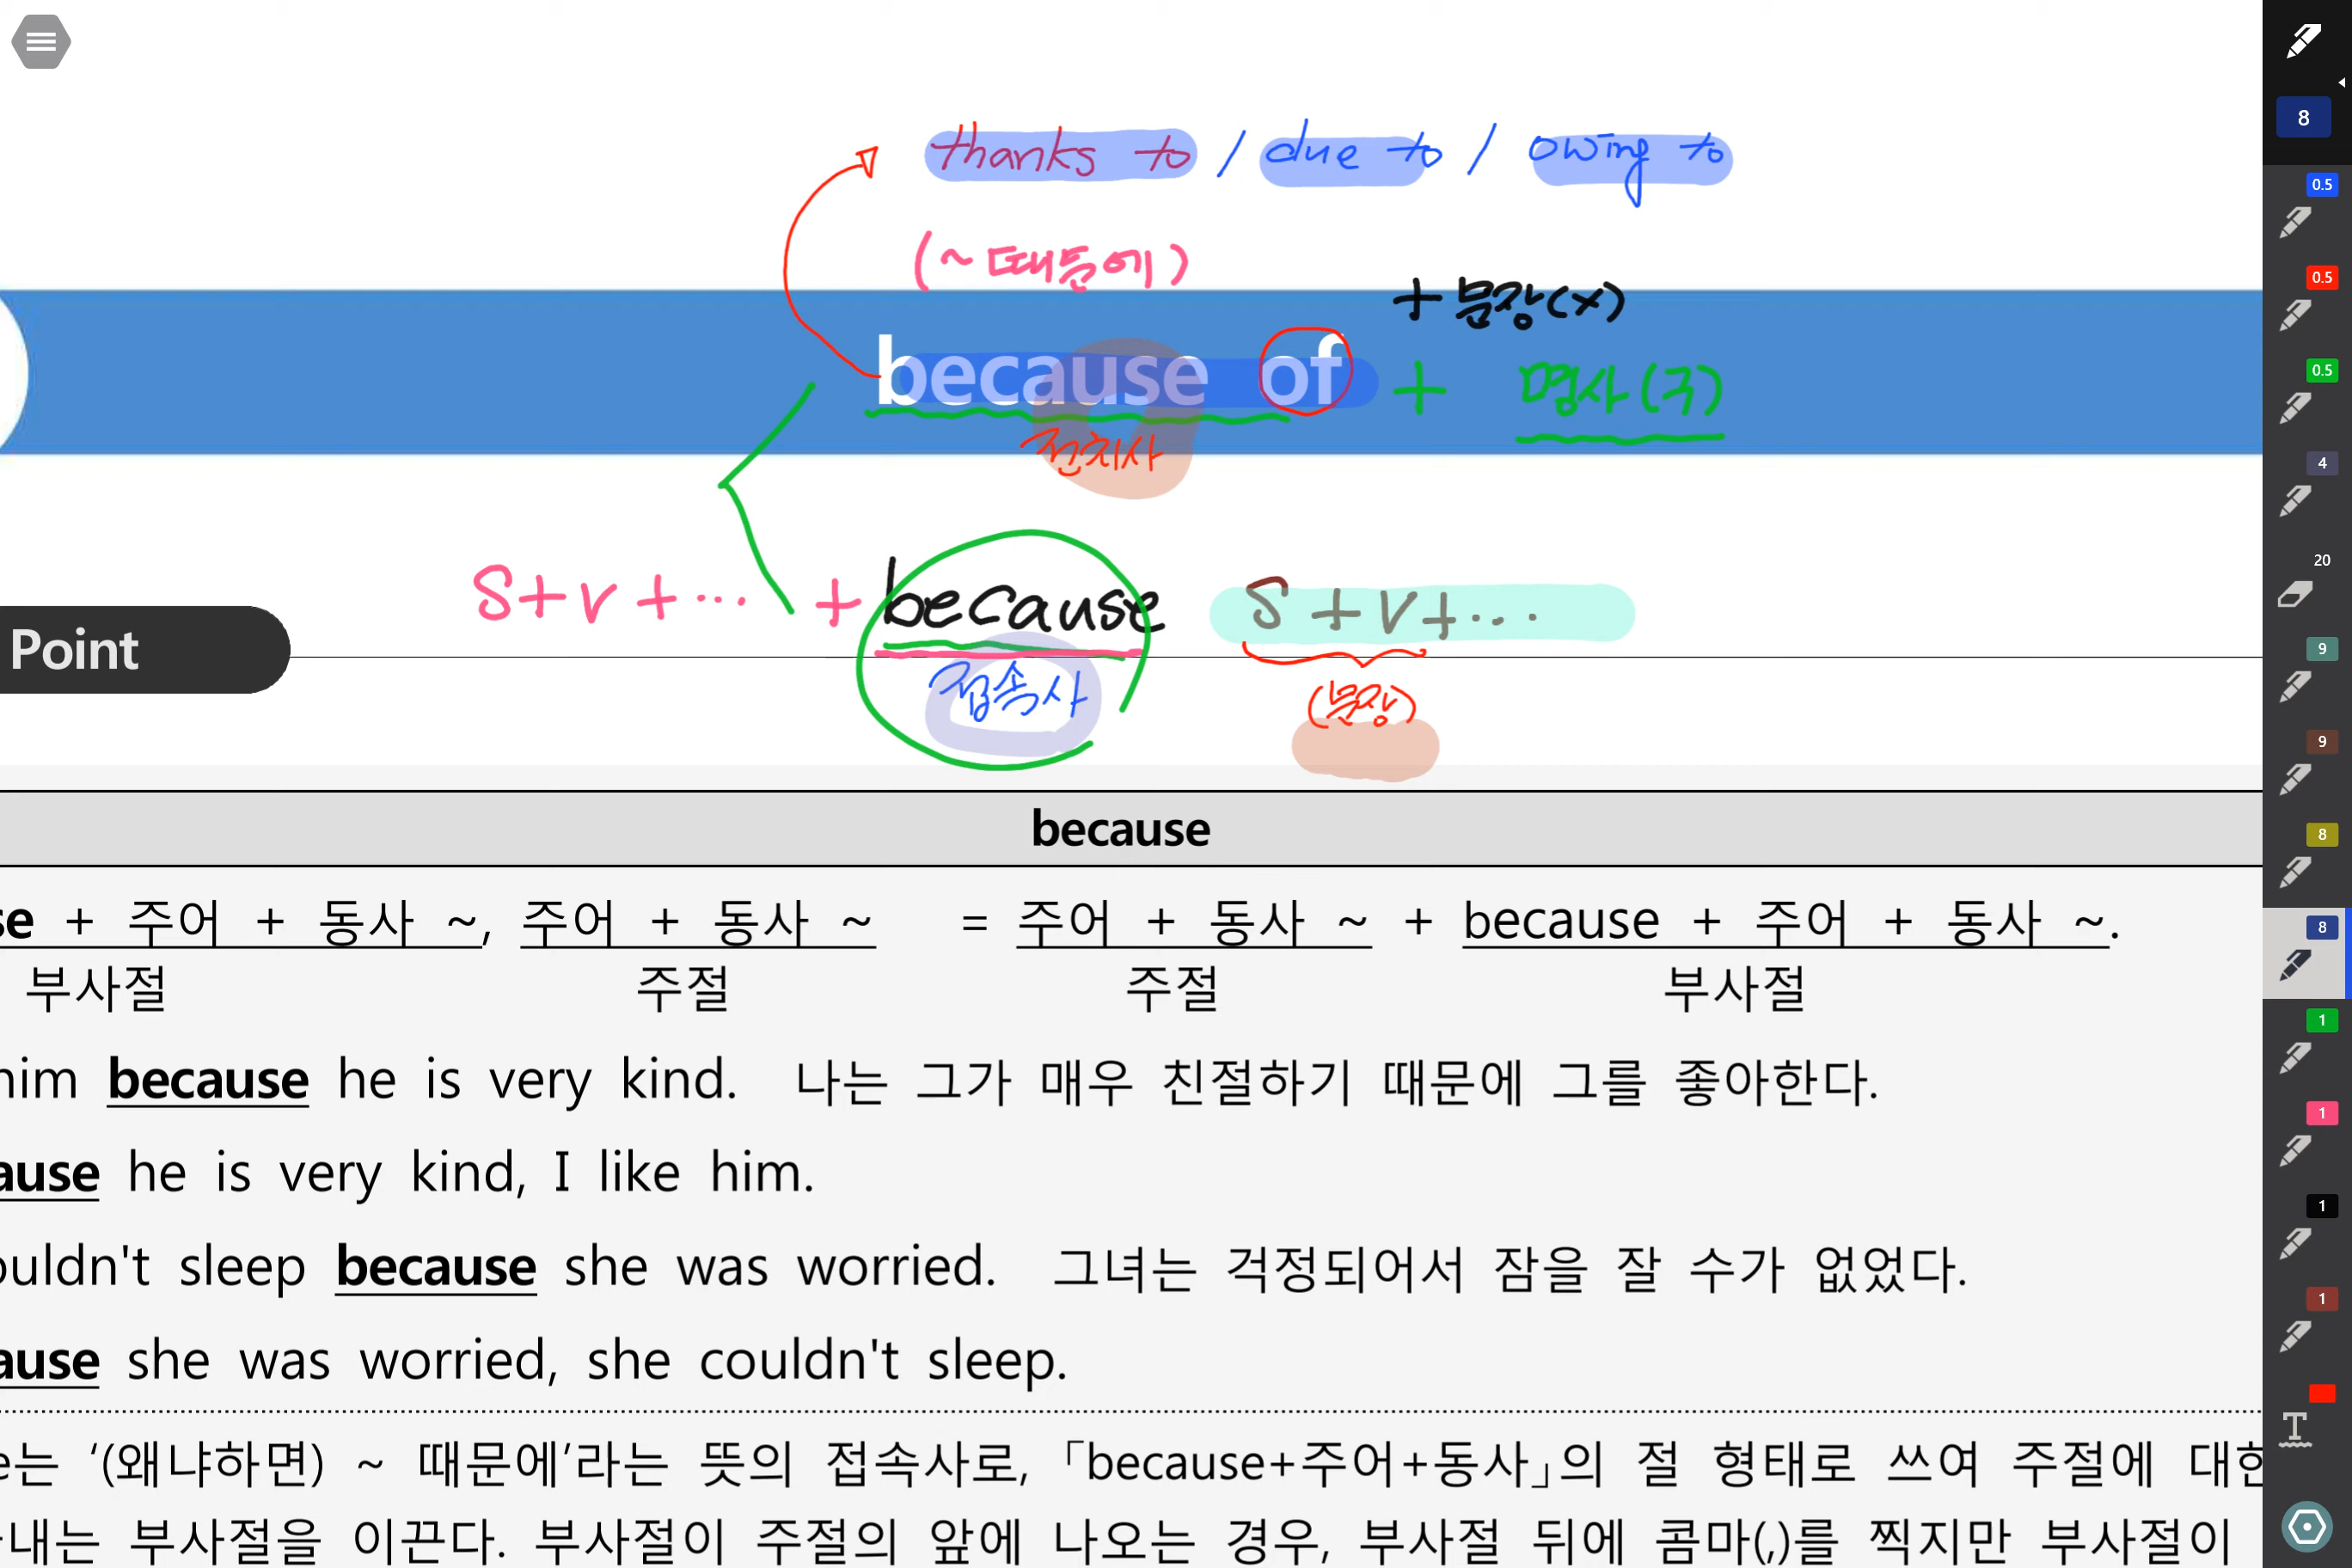 thanks to / due to / owing to
(~때문에)
+ 문장(x)
because of + 명사(구)
전치사
S+v+... + because S+v+...
Point
접속사 (문장)
because
se + 주어 + 동사 ~, 주어 + 동사 ~ = 주어 + 동사 ~ + because + 주어 + 동사 ~.
부사절 주절 주절 부사절
him because he is very kind. 나는 그가 매우 친절하기 때문에 그를 좋아한다.
ause he is very kind, I like him.
ouldn't sleep because she was worried. 그녀는 걱정되어서 잠을 잘 수가 없었다.
ause she was worried, she couldn't sleep.
e는 '(왜냐하면) ~ 때문에'라는 뜻의 접속사로, 「because+주어+동사」의 절 형태로 쓰여 주절에 대한
내는 부사절을 이끈다. 부사절이 주절의 앞에 나오는 경우, 부사절 뒤에 콤마(,)를 찍지만 부사절이
8
0.5
0.5
0.5
4
20
9
9
8
8
1
1
1
1
T